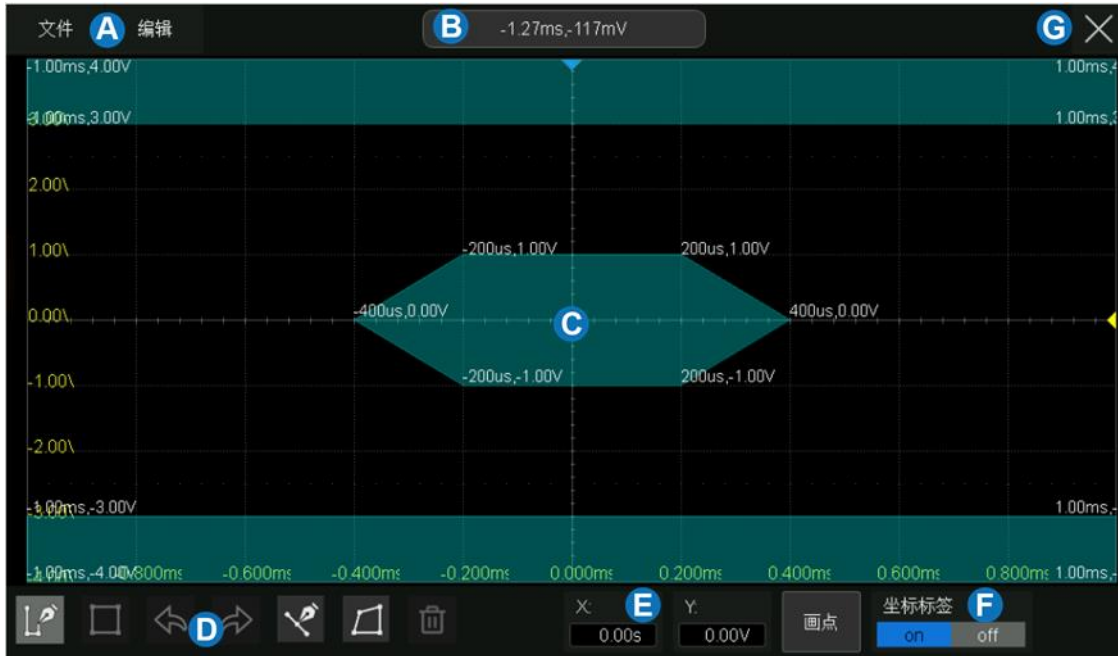 文件 A 编辑 B -1.27ms,-117mV G
-1.00ms,4.00V 1.00ms,4
-1.00ms,3.00V 1.00ms,3
2.00\
1.00\ -200us,1.00V 200us,1.00V
0.00\ -400us,0.00V C 400us,0.00V
-1.00\ -200us,-1.00V 200us,-1.00V
-2.00\
-1.00ms,-3.00V 1.00ms,-
-1.00ms,-4.00V -0.600ms -0.400ms -0.200ms 0.000ms 0.200ms 0.400ms 0.600ms 0.800ms 1.00ms,-
D X: E Y: 画点 坐标标签 F
0.00s 0.00V on off